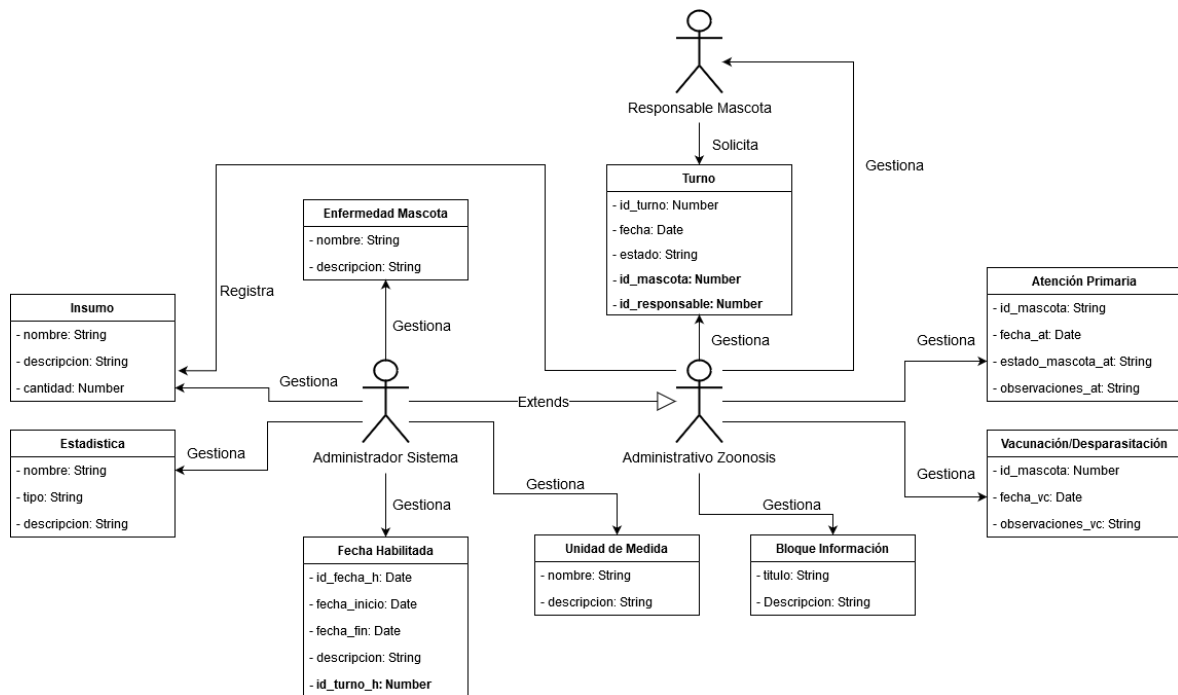 Responsable Mascota
Solicita
Gestiona
Turno
- id_turno: Number
- fecha: Date
- estado: String
- id_mascota: Number
- id_responsable: Number
Enfermedad Mascota
- nombre: String
- descripcion: String
Registra
Insumo
- nombre: String
- descripcion: String
- cantidad: Number
Gestiona
Gestiona
Gestiona
Gestiona
Atención Primaria
- id_mascota: String
- fecha_at: Date
- estado_mascota_at: String
- observaciones_at: String
Extends
Administrador Sistema
Administrativo Zoonosis
Estadistica
- nombre: String
- tipo: String
- descripcion: String
Gestiona
Gestiona
Gestiona
Gestiona
Gestiona
Vacunación/Desparasitación
- id_mascota: Number
- fecha_vc: Date
- observaciones_vc: String
Fecha Habilitada
- id_fecha_h: Date
- fecha_inicio: Date
- fecha_fin: Date
- descripcion: String
- id_turno_h: Number
Unidad de Medida
- nombre: String
- descripcion: String
Bloque Información
- titulo: String
- Descripcion: String